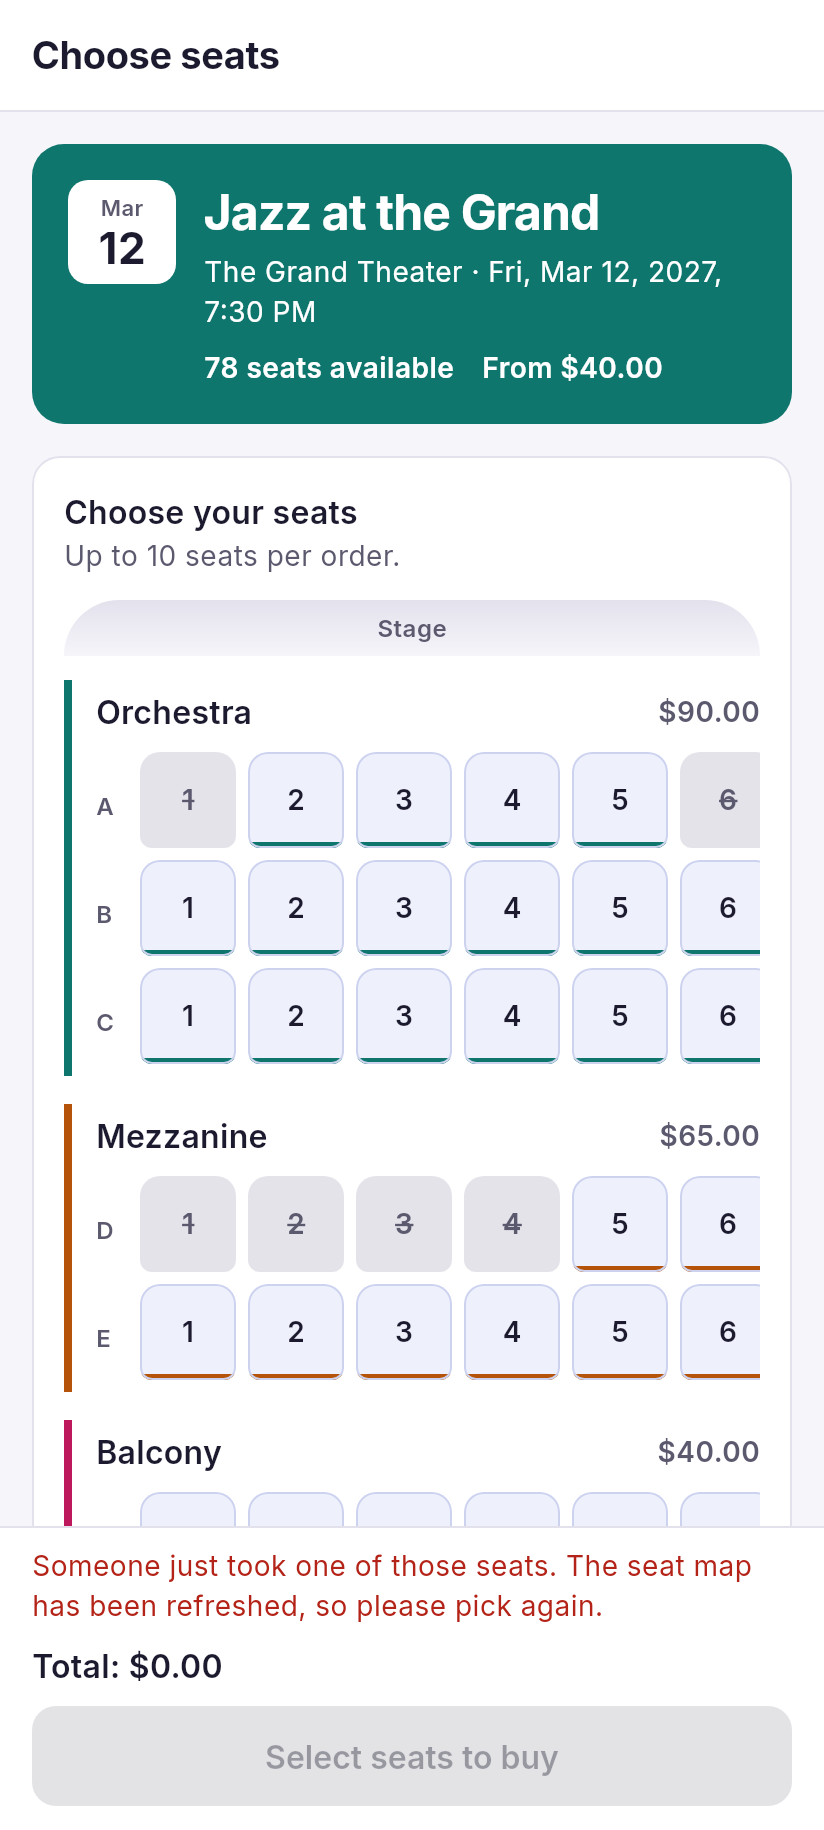 Choose seats
Mar
12
Jazz at the Grand
The Grand Theater · Fri, Mar 12, 2027,
7:30 PM
78 seats available From $40.00
Choose your seats
Up to 10 seats per order.
Stage
Orchestra $90.00
A 1 2 3 4 5 6
B 1 2 3 4 5 6
C 1 2 3 4 5 6
Mezzanine $65.00
D 1 2 3 4 5 6
E 1 2 3 4 5 6
Balcony $40.00
Someone just took one of those seats. The seat map
has been refreshed, so please pick again.
Total: $0.00
Select seats to buy